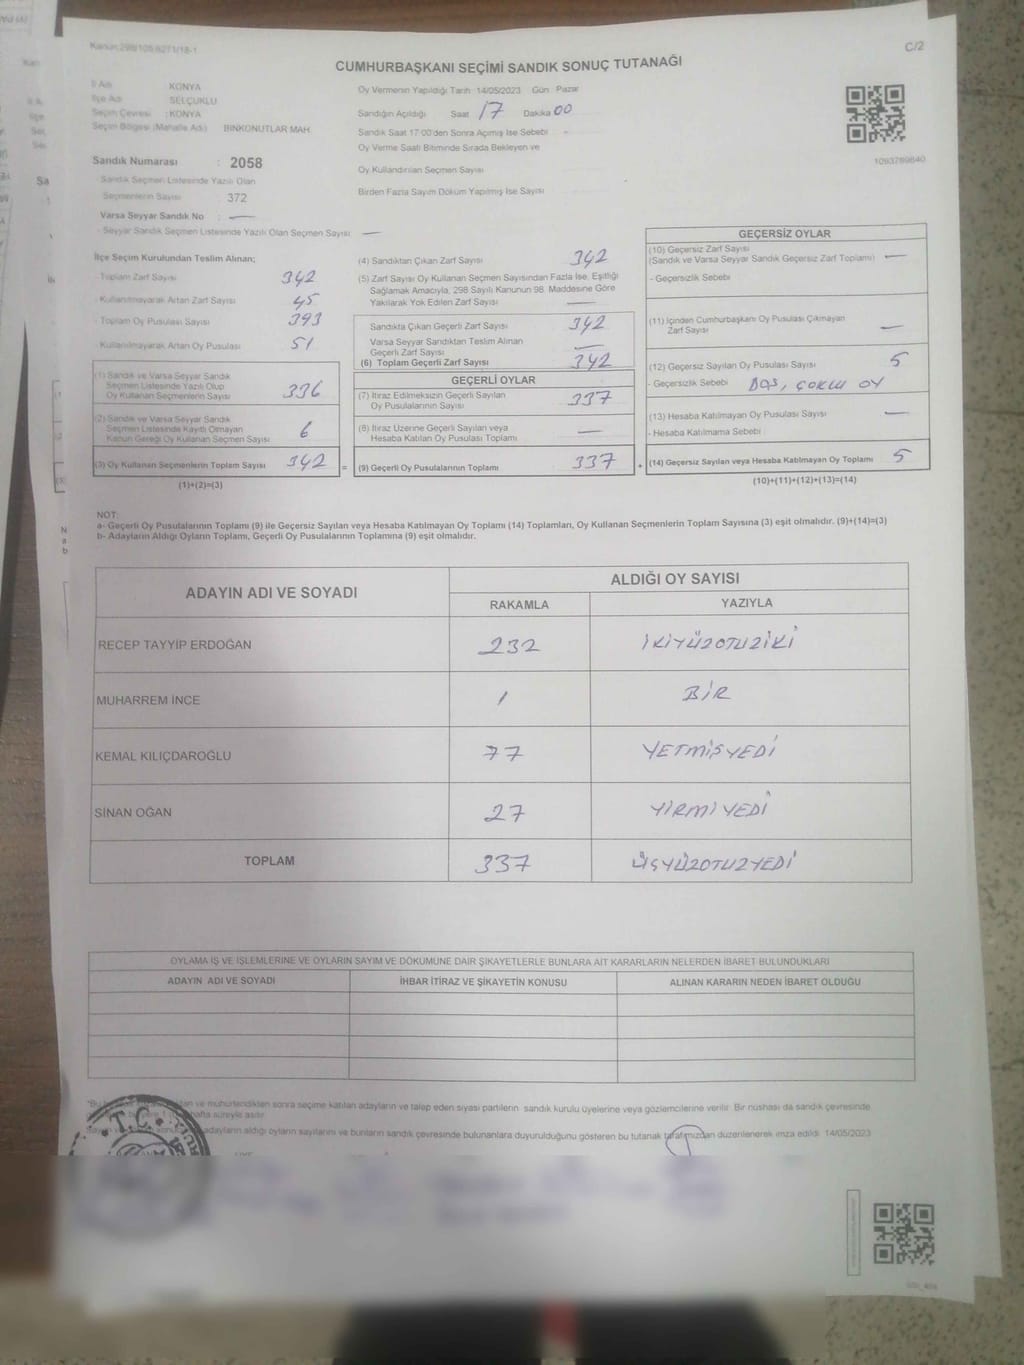 Kanun:298/105,6271/18-1
C/2
CUMHURBAŞKANI SEÇİMİ SANDIK SONUÇ TUTANAĞI
İl Adı KONYA
İlçe Adı SELÇUKLU
Seçim Çevresi : KONYA
Seçim Bölgesi (Mahalle Adı) BİNKONUTLAR MAH
Sandık Numarası : 2058
Sandık Seçmen Listesinde Yazılı Olan
Seçmenlerin Sayısı 372
Varsa Seyyar Sandık No : —
- Seyyar Sandık Seçmen Listesinde Yazılı Olan Seçmen Sayısı —
Oy Vermenin Yapıldığı Tarih 14/05/2023 Gün Pazar
Sandığın Açıldığı Saat 17 Dakika 00
Sandık Saat 17:00'den Sonra Açılmış İse Sebebi -
Oy Verme Saati Bitiminde Sırada Bekleyen ve
Oy Kullandırılan Seçmen Sayısı
Birden Fazla Sayım Döküm Yapılmış İse Sayısı
1093769840
İlçe Seçim Kurulundan Teslim Alınan;
- Toplam Zarf Sayısı 342
- Kullanılmayarak Artan Zarf Sayısı 45
- Toplam Oy Pusulası Sayısı 393
- Kullanılmayarak Artan Oy Pusulası 51
(1) Sandık ve Varsa Seyyar Sandık
Seçmen Listesinde Yazılı Olup
Oy Kullanan Seçmenlerin Sayısı 336
(2) Sandık ve Varsa Seyyar Sandık
Seçmen Listesinde Kayıtlı Olmayan
Kanun Gereği Oy Kullanan Seçmen Sayısı 6
(3) Oy Kullanan Seçmenlerin Toplam Sayısı 342 =
(1)+(2)=(3)
(4) Sandıktan Çıkan Zarf Sayısı 342
(5) Zarf Sayısı Oy Kullanan Seçmen Sayısından Fazla İse, Eşitliği
Sağlamak Amacıyla, 298 Sayılı Kanunun 98. Maddesine Göre
Yakılarak Yok Edilen Zarf Sayısı —
Sandıkta Çıkan Geçerli Zarf Sayısı 342
Varsa Seyyar Sandıktan Teslim Alınan
Geçerli Zarf Sayısı —
(6) Toplam Geçerli Zarf Sayısı 342
GEÇERLİ OYLAR
(7) İtiraz Edilmeksizin Geçerli Sayılan
Oy Pusulalarının Sayısı 337
(8) İtiraz Üzerine Geçerli Sayılan veya
Hesaba Katılan Oy Pusulası Toplamı —
(9) Geçerli Oy Pusulalarının Toplamı 337 +
GEÇERSİZ OYLAR
(10) Geçersiz Zarf Sayısı
(Sandık ve Varsa Seyyar Sandık Geçersiz Zarf Toplamı) —
- Geçersizlik Sebebi
(11) İçinden Cumhurbaşkanı Oy Pusulası Çıkmayan
Zarf Sayısı —
(12) Geçersiz Sayılan Oy Pusulası Sayısı 5
- Geçersizlik Sebebi BOŞ, ÇOKLU OY
(13) Hesaba Katılmayan Oy Pusulası Sayısı —
- Hesaba Katılmama Sebebi
(14) Geçersiz Sayılan veya Hesaba Katılmayan Oy Toplamı 5
(10)+(11)+(12)+(13)=(14)
NOT:
a- Geçerli Oy Pusulalarının Toplamı (9) ile Geçersiz Sayılan veya Hesaba Katılmayan Oy Toplamı (14) Toplamları, Oy Kullanan Seçmenlerin Toplam Sayısına (3) eşit olmalıdır. (9)+(14)=(3)
b- Adayların Aldığı Oyların Toplamı, Geçerli Oy Pusulalarının Toplamına (9) eşit olmalıdır.
ADAYIN ADI VE SOYADI
ALDIĞI OY SAYISI
RAKAMLA YAZIYLA
RECEP TAYYİP ERDOĞAN 232 İKİYÜZOTUZİKİ
MUHARREM İNCE 1 BİR
KEMAL KILIÇDAROĞLU 77 YETMİŞYEDİ
SİNAN OĞAN 27 YİRMİYEDİ
TOPLAM 337 ÜÇYÜZOTUZYEDİ
OYLAMA İŞ VE İŞLEMLERİNE VE OYLARIN SAYIM VE DÖKÜMÜNE DAİR ŞİKAYETLERLE BUNLARA AİT KARARLARIN NELERDEN İBARET BULUNDUKLARI
ADAYIN ADI VE SOYADI İHBAR İTİRAZ VE ŞİKAYETİN KONUSU ALINAN KARARIN NEDEN İBARET OLDUĞU
ve mühürlendikten sonra seçime katılan adayların ve talep eden siyasi partilerin sandık kurulu üyelerine veya gözlemcilerine verilir. Bir nüshası da sandık çevresinde
hafta süreyle asılır.
adayların aldığı oyların sayılarını ve bunların sandık çevresinde bulunanlara duyurulduğunu gösteren bu tutanak tarafımızdan düzenlenerek imza edildi. 14/05/2023
T.C.